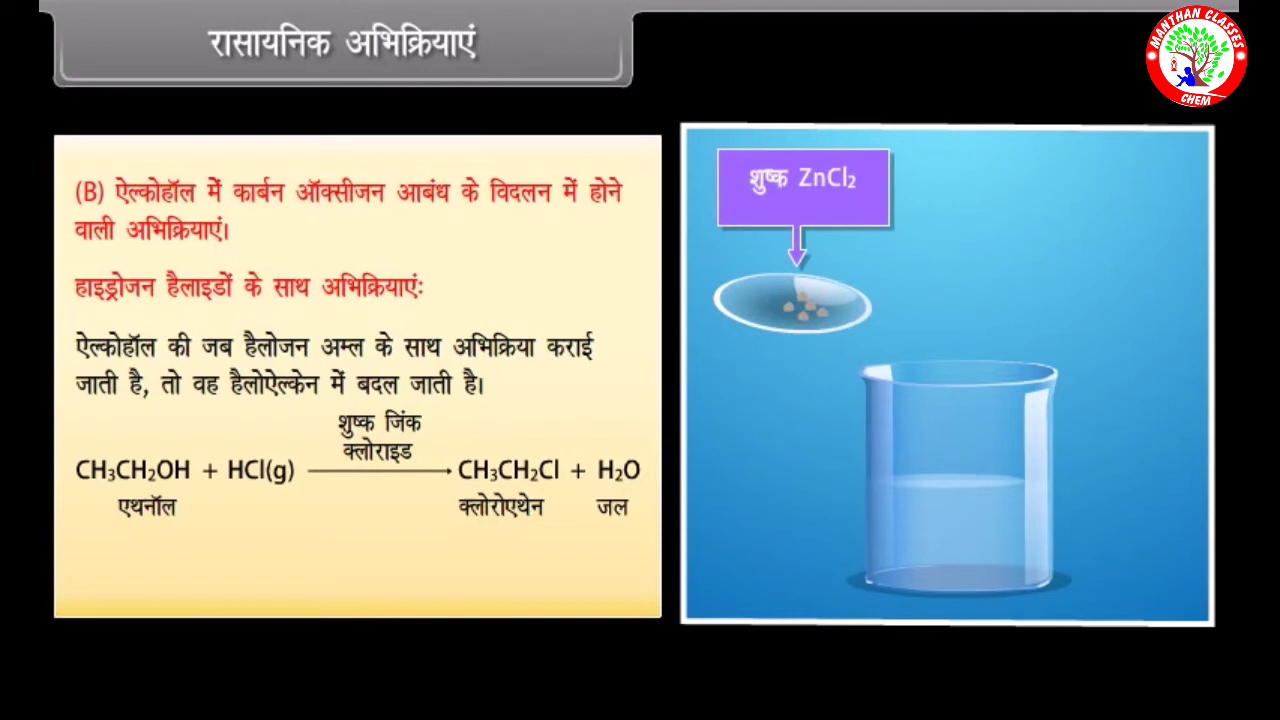 रासायनिक अभिक्रियाएं
MANTHAN CLASSES
CHEM
(B) ऐल्कोहॉल में कार्बन ऑक्सीजन आबंध के विदलन में होने
वाली अभिक्रियाएं।
हाइड्रोजन हैलाइडों के साथ अभिक्रियाएं:
ऐल्कोहॉल की जब हैलोजन अम्ल के साथ अभिक्रिया कराई
जाती है, तो वह हैलोऐल्केन में बदल जाती है।
शुष्क जिंक
क्लोराइड
CH₃CH₂OH + HCl(g) ⟶ CH₃CH₂Cl + H₂O
एथनॉल क्लोरोएथेन जल
शुष्क ZnCl₂